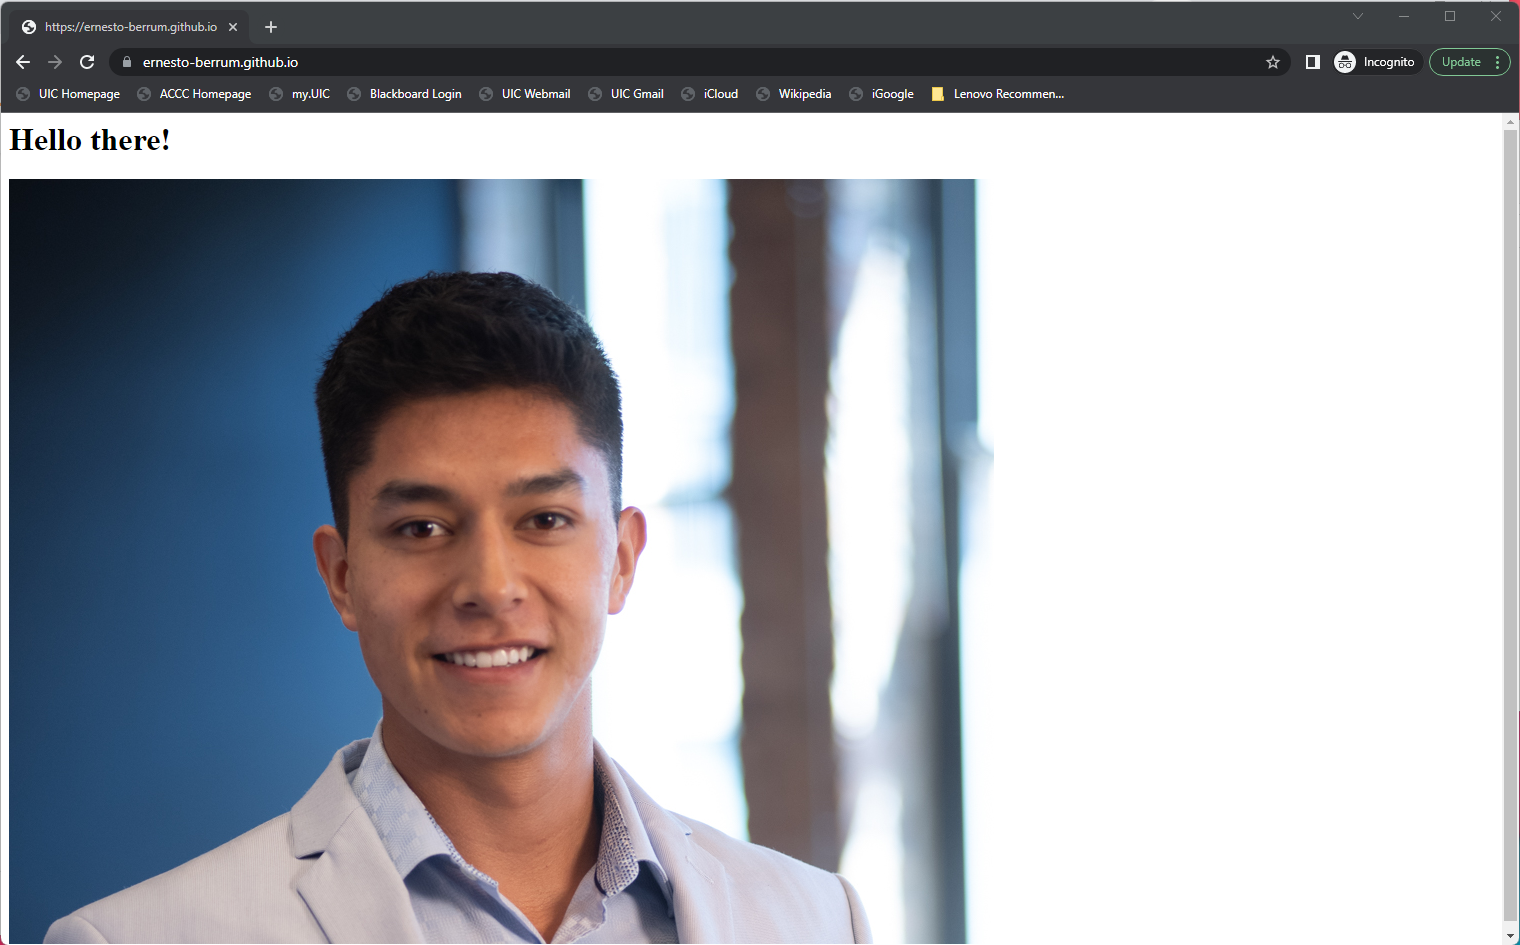 https://ernesto-berrum.github.io
ernesto-berrum.github.io
Incognito
Update
UIC Homepage
ACCC Homepage
my.UIC
Blackboard Login
UIC Webmail
UIC Gmail
iCloud
Wikipedia
iGoogle
Lenovo Recommen...
Hello there!